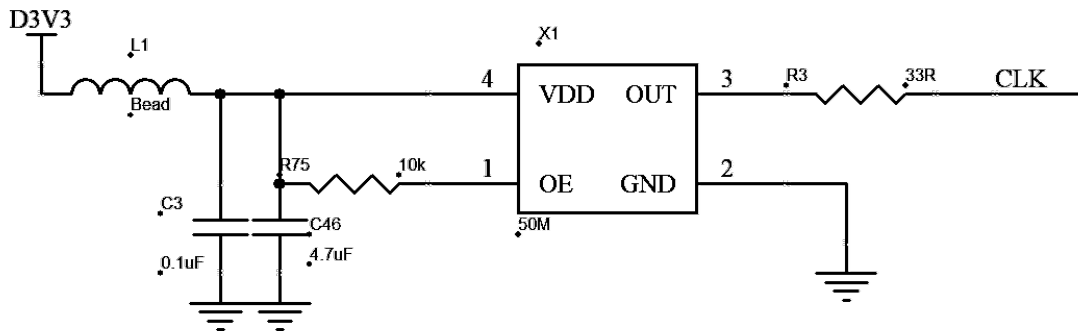 D3V3
L1
Bead
X1
4
VDD
OUT
3
R3
33R
CLK
R75
10k
1
OE
GND
2
C3
0.1uF
C46
4.7uF
50M